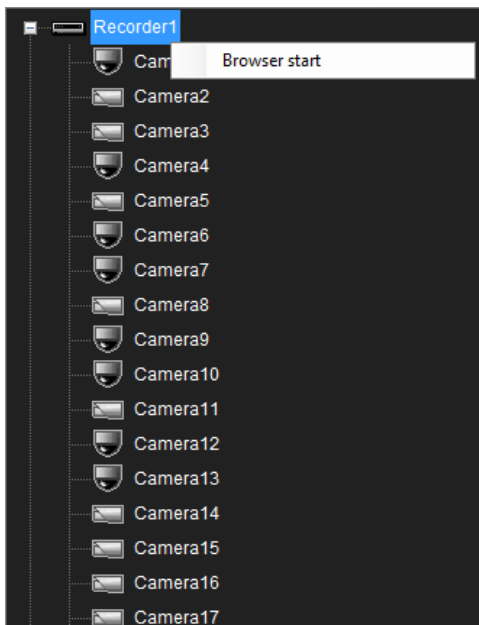 Recorder1
Cam
Browser start
Camera2
Camera3
Camera4
Camera5
Camera6
Camera7
Camera8
Camera9
Camera10
Camera11
Camera12
Camera13
Camera14
Camera15
Camera16
Camera17